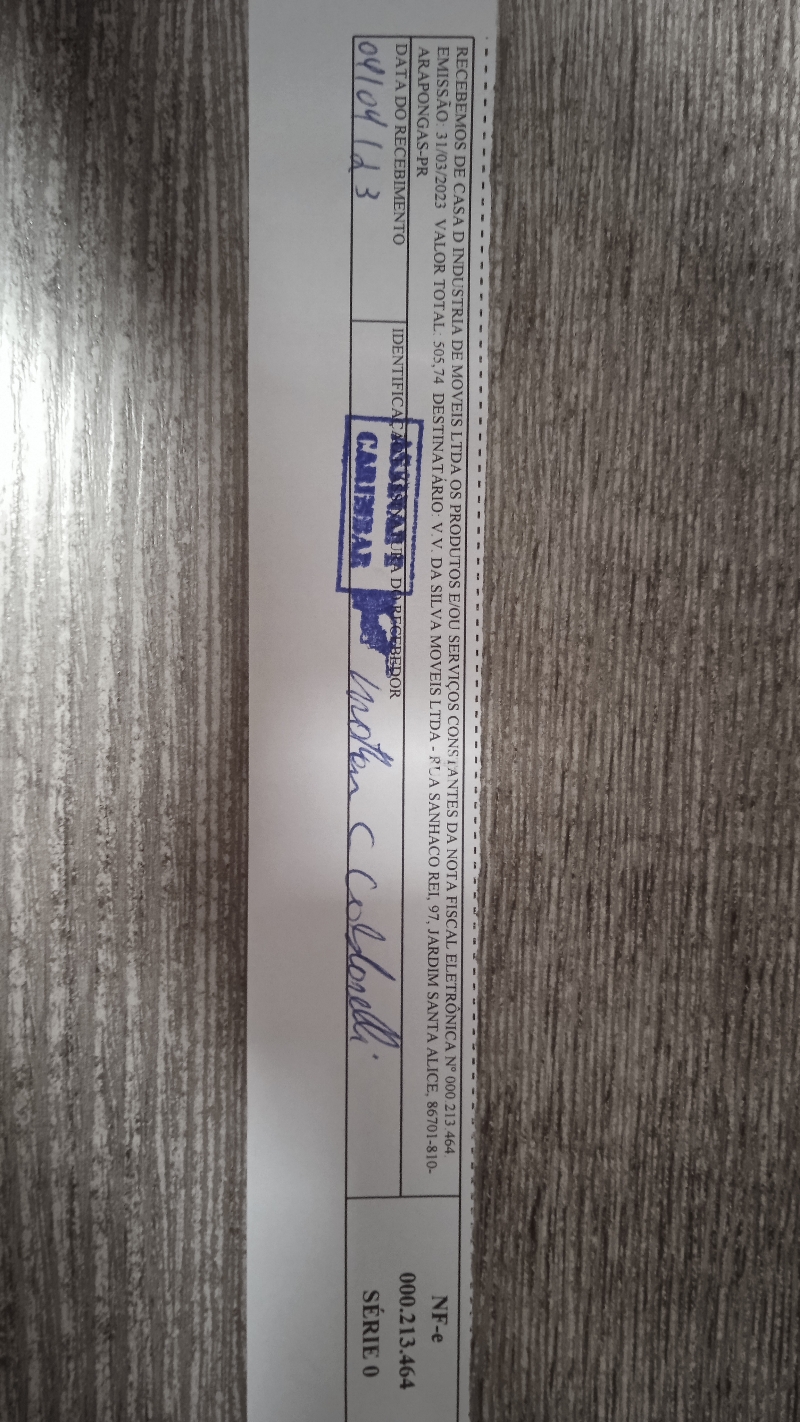 RECEBEMOS DE CASA D INDUSTRIA DE MOVEIS LTDA OS PRODUTOS E/OU SERVIÇOS CONSTANTES DA NOTA FISCAL ELETRÔNICA Nº 000.213.464
EMISSÃO: 31/03/2023 VALOR TOTAL: 505,74 DESTINATÁRIO: V.V. DA SILVA MOVEIS LTDA - RUA SANHACO REI, 97, JARDIM SANTA ALICE, 86701-810-
ARAPONGAS-PR
DATA DO RECEBIMENTO
04/04/23
IDENTIFICAÇÃO DO RECEBEDOR
CARIMBAR
C Caldonelli
NF-e
000.213.464
SÉRIE 0